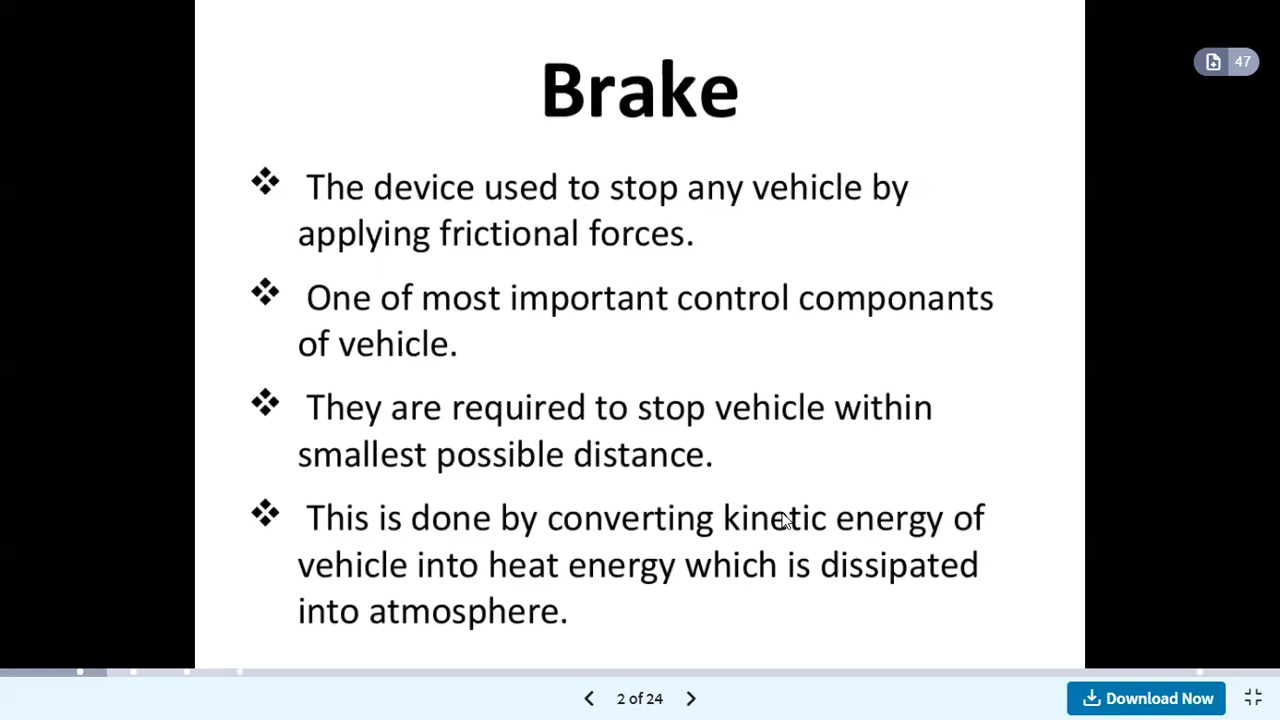 47
Brake
❖ The device used to stop any vehicle by
applying frictional forces.
❖ One of most important control componants
of vehicle.
❖ They are required to stop vehicle within
smallest possible distance.
❖ This is done by converting kinetic energy of
vehicle into heat energy which is dissipated
into atmosphere.
2 of 24
Download Now